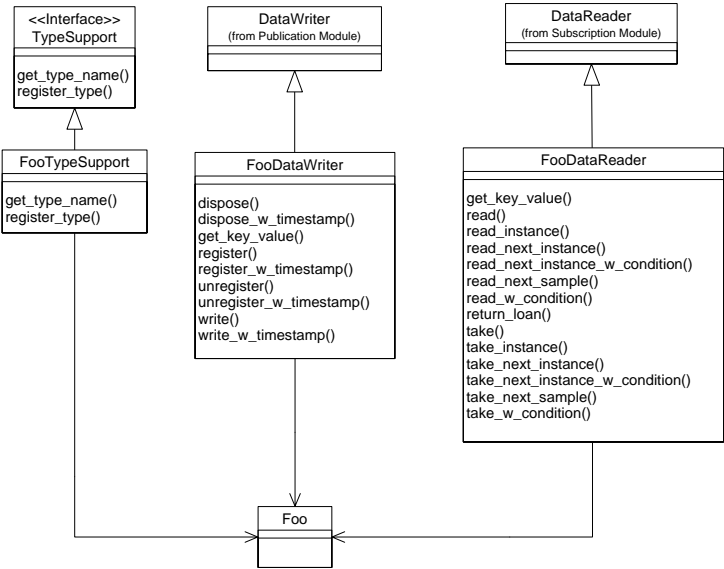 <<Interface>>
TypeSupport
get_type_name()
register_type()
DataWriter
(from Publication Module)
DataReader
(from Subscription Module)
FooTypeSupport
get_type_name()
register_type()
FooDataWriter
dispose()
dispose_w_timestamp()
get_key_value()
register()
register_w_timestamp()
unregister()
unregister_w_timestamp()
write()
write_w_timestamp()
FooDataReader
get_key_value()
read()
read_instance()
read_next_instance()
read_next_instance_w_condition()
read_next_sample()
read_w_condition()
return_loan()
take()
take_instance()
take_next_instance()
take_next_instance_w_condition()
take_next_sample()
take_w_condition()
Foo